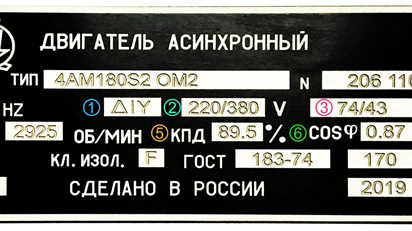 ДВИГАТЕЛЬ АСИНХРОННЫЙ
ТИП 4АМ180S2 ОМ2 N 206 110
HZ ① Δ/Y ② 220/380 V ③ 74/43
2925 ОБ/МИН ⑤ КПД 89.5 % ⑥ COSφ 0.87
КЛ. ИЗОЛ. F ГОСТ 183-74 170
СДЕЛАНО В РОССИИ 2019